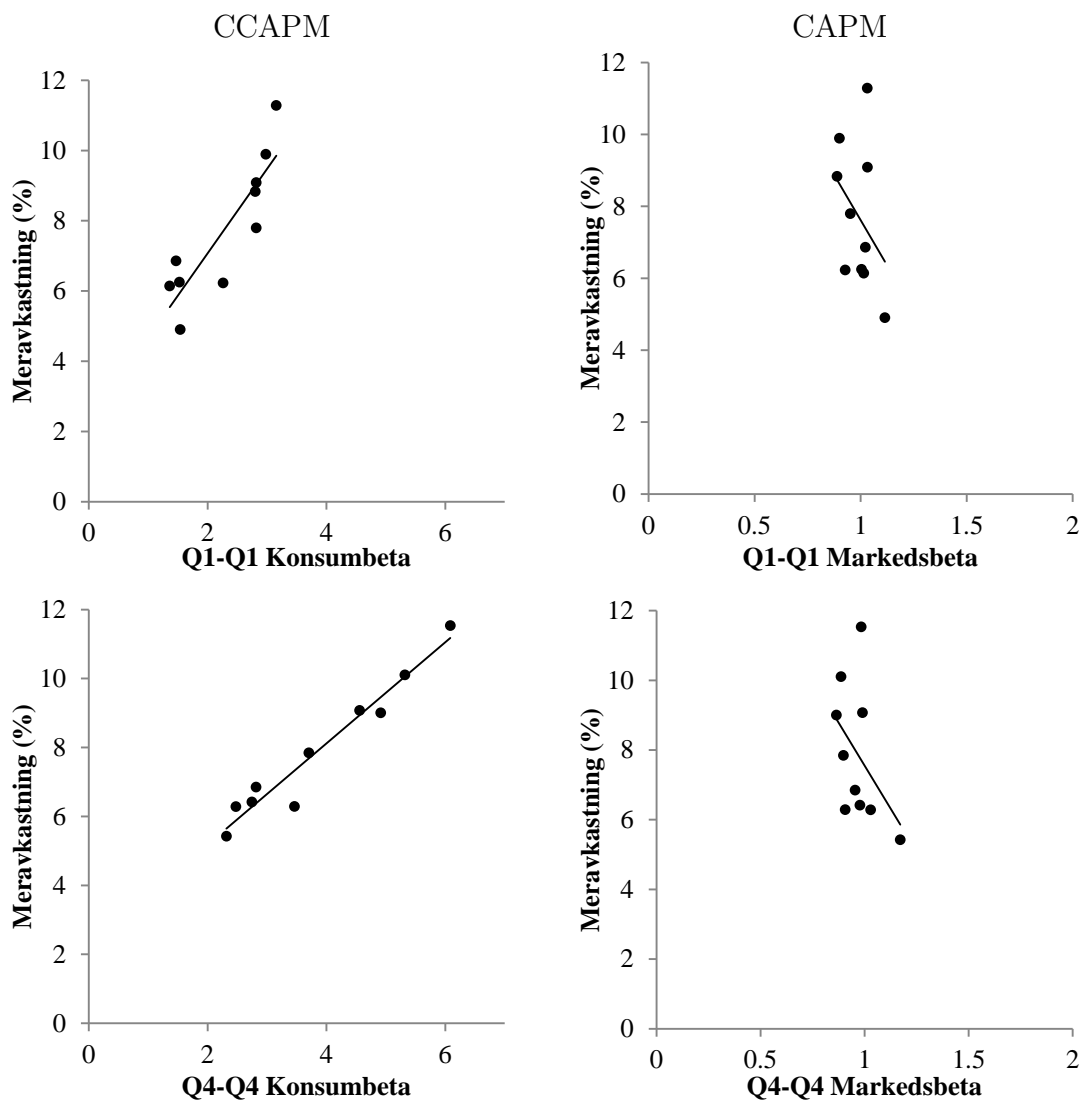 CCAPM
12
10
8
6
4
2
0
0 2 4 6
Meravkastning (%)
Q1-Q1 Konsumbeta
CAPM
12
10
8
6
4
2
0
0 0.5 1 1.5 2
Meravkastning (%)
Q1-Q1 Markedsbeta
12
10
8
6
4
2
0
0 2 4 6
Meravkastning (%)
Q4-Q4 Konsumbeta
12
10
8
6
4
2
0
0 0.5 1 1.5 2
Meravkastning (%)
Q4-Q4 Markedsbeta